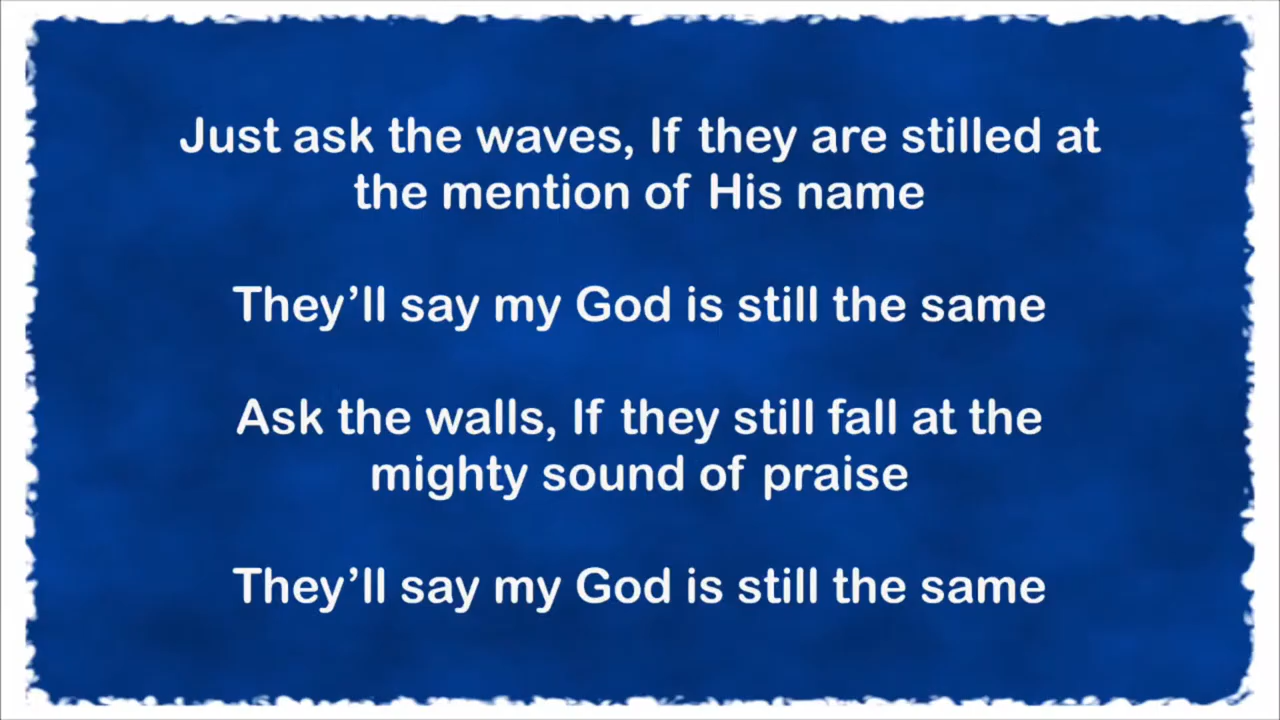 Just ask the waves, If they are stilled at
the mention of His name
They’ll say my God is still the same
Ask the walls, If they still fall at the
mighty sound of praise
They’ll say my God is still the same